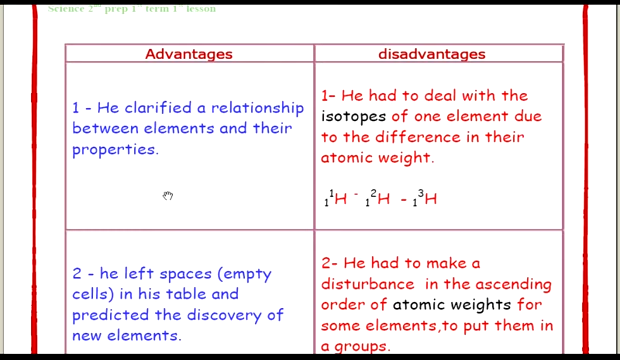 Science 2nd prep 1st term 1st lesson
Advantages
disadvantages
1 - He clarified a relationship
between elements and their
properties.
1- He had to deal with the
isotopes of one element due
to the difference in their
atomic weight.
₁¹H - ₁²H - ₁³H
2 - he left spaces (empty
cells) in his table and
predicted the discovery of
new elements.
2- He had to make a
disturbance in the ascending
order of atomic weights for
some elements,to put them in
a groups.